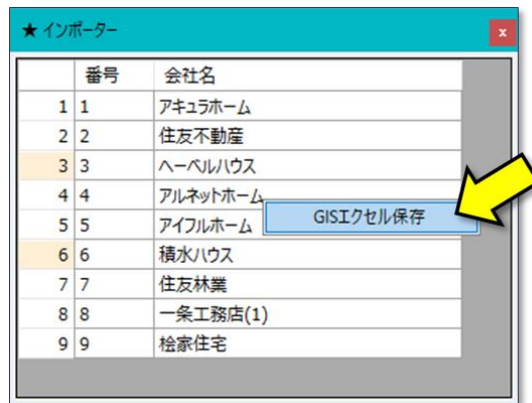 ★ インポーター
x
番号 会社名
1 1 アキュラホーム
2 2 住友不動産
3 3 ヘーベルハウス
4 4 アルネットホーム
5 5 アイフルホーム
GISエクセル保存
6 6 積水ハウス
7 7 住友林業
8 8 一条工務店(1)
9 9 桧家住宅